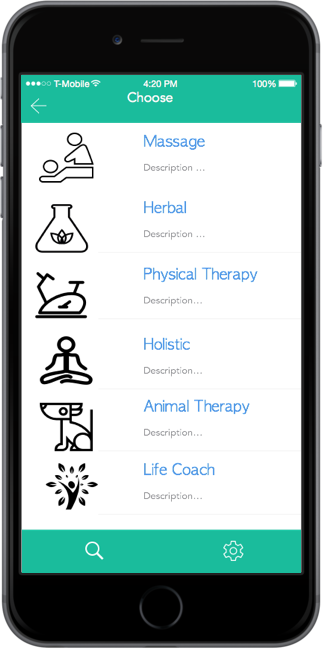 T-Mobile 4:20 PM 100%
Choose
Massage
Description ...
Herbal
Description ...
Physical Therapy
Description...
Holistic
Description...
Animal Therapy
Description...
Life Coach
Description...